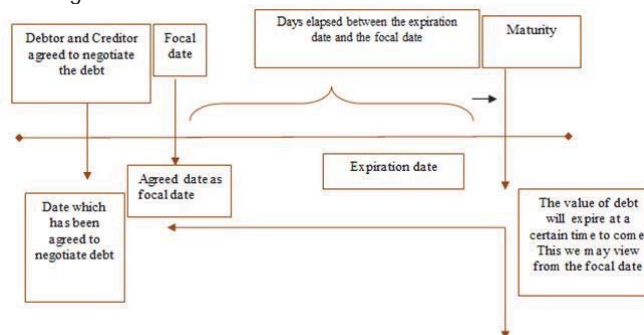 Debtor and Creditor
agreed to negotiate
the debt
Focal
date
Days elapsed between the expiration
date and the focal date
Maturity
Expiration date
Agreed date as
focal date
Date which
has been
agreed to
negotiate debt
The value of debt
will expire at a
certain time to come
This we may view
from the focal date